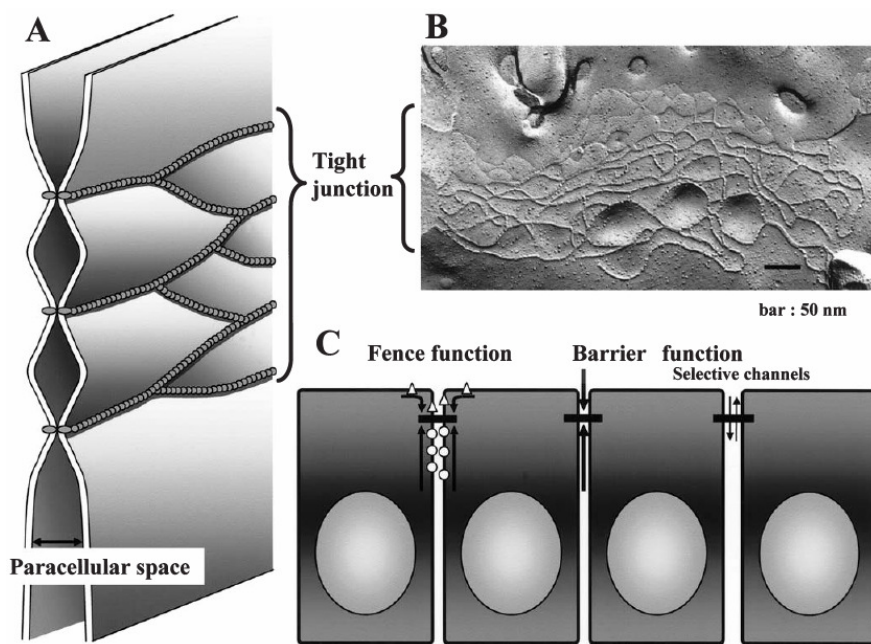 A
B
Tight
junction
Paracellular space
bar : 50 nm
C
Fence function
Barrier function
Selective channels